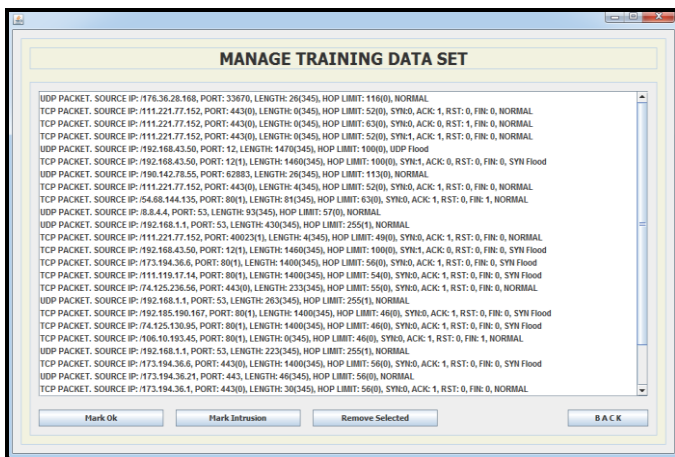 MANAGE TRAINING DATA SET
UDP PACKET. SOURCE IP: /176.36.28.168, PORT: 33670, LENGTH: 26(345), HOP LIMIT: 116(0), NORMAL
TCP PACKET. SOURCE IP: /111.221.77.152, PORT: 443(0), LENGTH: 0(345), HOP LIMIT: 52(0), SYN:0, ACK: 1, RST: 0, FIN: 0, NORMAL
TCP PACKET. SOURCE IP: /111.221.77.152, PORT: 443(0), LENGTH: 0(345), HOP LIMIT: 63(0), SYN:0, ACK: 1, RST: 0, FIN: 0, NORMAL
TCP PACKET. SOURCE IP: /111.221.77.152, PORT: 443(0), LENGTH: 0(345), HOP LIMIT: 52(0), SYN:1, ACK: 1, RST: 0, FIN: 0, NORMAL
UDP PACKET. SOURCE IP: /192.168.43.50, PORT: 12, LENGTH: 1470(345), HOP LIMIT: 100(0), UDP Flood
TCP PACKET. SOURCE IP: /192.168.43.50, PORT: 12(1), LENGTH: 1460(345), HOP LIMIT: 100(0), SYN:1, ACK: 0, RST: 0, FIN: 0, SYN Flood
UDP PACKET. SOURCE IP: /190.142.78.55, PORT: 62883, LENGTH: 26(345), HOP LIMIT: 113(0), NORMAL
TCP PACKET. SOURCE IP: /111.221.77.152, PORT: 443(0), LENGTH: 4(345), HOP LIMIT: 52(0), SYN:0, ACK: 1, RST: 0, FIN: 0, NORMAL
TCP PACKET. SOURCE IP: /54.68.144.135, PORT: 80(1), LENGTH: 81(345), HOP LIMIT: 63(0), SYN:0, ACK: 1, RST: 0, FIN: 1, NORMAL
UDP PACKET. SOURCE IP: /8.8.4.4, PORT: 53, LENGTH: 93(345), HOP LIMIT: 57(0), NORMAL
UDP PACKET. SOURCE IP: /192.168.1.1, PORT: 53, LENGTH: 430(345), HOP LIMIT: 255(1), NORMAL
TCP PACKET. SOURCE IP: /111.221.77.152, PORT: 40023(1), LENGTH: 4(345), HOP LIMIT: 49(0), SYN:0, ACK: 1, RST: 0, FIN: 0, NORMAL
TCP PACKET. SOURCE IP: /192.168.43.50, PORT: 12(1), LENGTH: 1460(345), HOP LIMIT: 100(0), SYN:1, ACK: 0, RST: 0, FIN: 0, SYN Flood
TCP PACKET. SOURCE IP: /173.194.36.6, PORT: 80(1), LENGTH: 1400(345), HOP LIMIT: 56(0), SYN:0, ACK: 1, RST: 0, FIN: 0, SYN Flood
TCP PACKET. SOURCE IP: /111.119.17.14, PORT: 80(1), LENGTH: 1400(345), HOP LIMIT: 54(0), SYN:0, ACK: 1, RST: 0, FIN: 0, SYN Flood
TCP PACKET. SOURCE IP: /74.125.236.56, PORT: 443(0), LENGTH: 233(345), HOP LIMIT: 55(0), SYN:0, ACK: 1, RST: 0, FIN: 0, NORMAL
UDP PACKET. SOURCE IP: /192.168.1.1, PORT: 53, LENGTH: 263(345), HOP LIMIT: 255(1), NORMAL
TCP PACKET. SOURCE IP: /192.185.190.167, PORT: 80(1), LENGTH: 1400(345), HOP LIMIT: 46(0), SYN:0, ACK: 1, RST: 0, FIN: 0, SYN Flood
TCP PACKET. SOURCE IP: /74.125.130.95, PORT: 80(1), LENGTH: 1400(345), HOP LIMIT: 46(0), SYN:0, ACK: 1, RST: 0, FIN: 0, SYN Flood
TCP PACKET. SOURCE IP: /106.10.193.45, PORT: 80(1), LENGTH: 0(345), HOP LIMIT: 46(0), SYN:0, ACK: 1, RST: 0, FIN: 1, NORMAL
UDP PACKET. SOURCE IP: /192.168.1.1, PORT: 53, LENGTH: 223(345), HOP LIMIT: 255(1), NORMAL
TCP PACKET. SOURCE IP: /173.194.36.6, PORT: 443(0), LENGTH: 1400(345), HOP LIMIT: 56(0), SYN:0, ACK: 1, RST: 0, FIN: 0, SYN Flood
UDP PACKET. SOURCE IP: /173.194.36.21, PORT: 443, LENGTH: 46(345), HOP LIMIT: 56(0), NORMAL
TCP PACKET. SOURCE IP: /173.194.36.1, PORT: 443(0), LENGTH: 30(345), HOP LIMIT: 56(0), SYN:0, ACK: 1, RST: 0, FIN: 0, NORMAL
Mark Ok Mark Intrusion Remove Selected B A C K